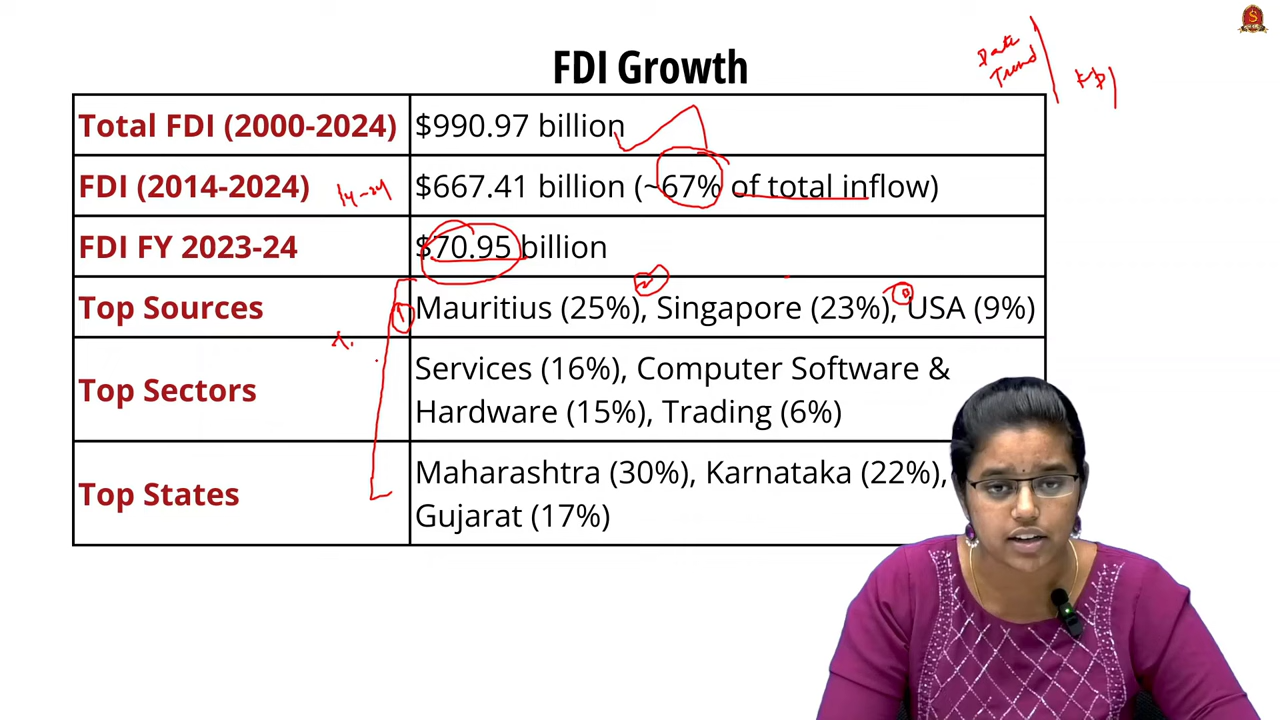 FDI Growth
Data
Trend
Total FDI (2000-2024) $990.97 billion
FDI (2014-2024) 14-24 $667.41 billion (~67% of total inflow)
FDI FY 2023-24 $70.95 billion
Top Sources Mauritius (25%), Singapore (23%), USA (9%)
Top Sectors Services (16%), Computer Software &
Hardware (15%), Trading (6%)
Top States Maharashtra (30%), Karnataka (22%),
Gujarat (17%)